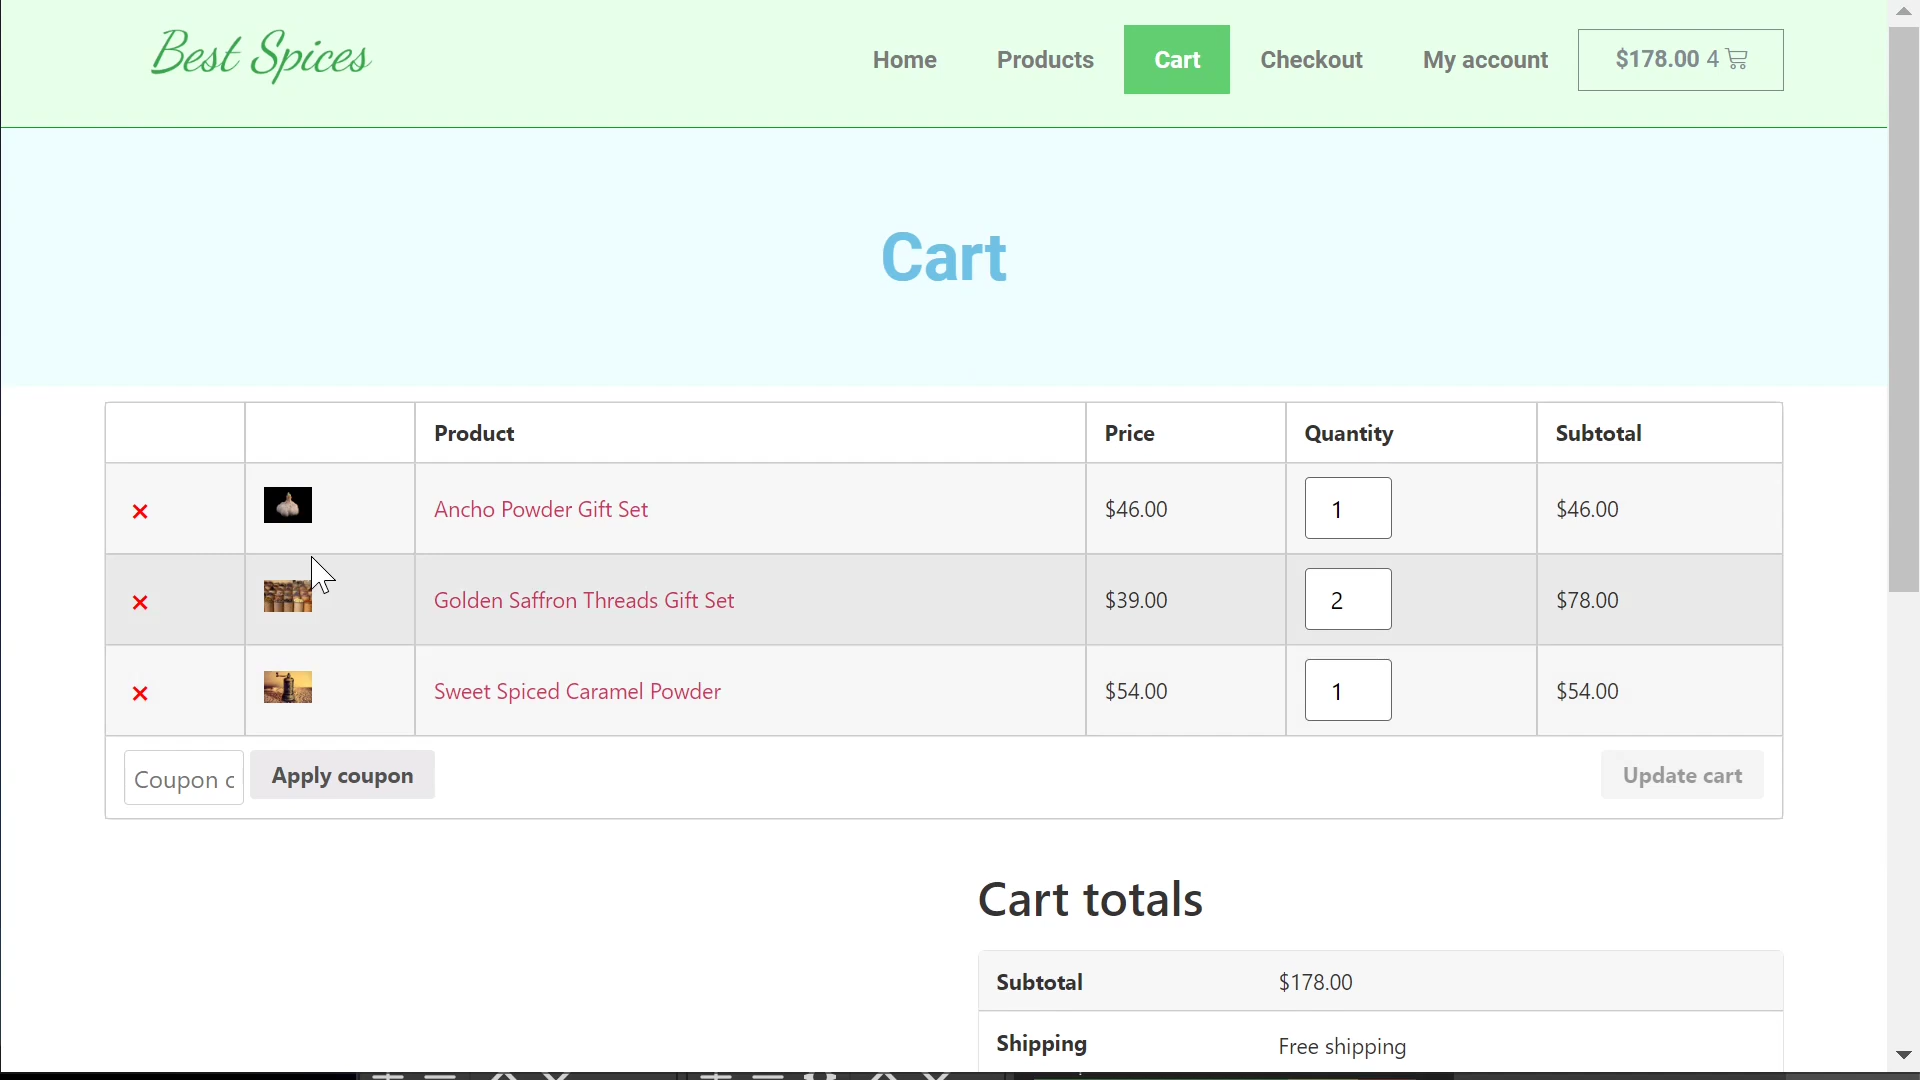 Best Spices
Home Products Cart Checkout My account $178.00 4
Cart
Product Price Quantity Subtotal
× Ancho Powder Gift Set $46.00 1 $46.00
× Golden Saffron Threads Gift Set $39.00 2 $78.00
× Sweet Spiced Caramel Powder $54.00 1 $54.00
Coupon c Apply coupon Update cart
Cart totals
Subtotal $178.00
Shipping Free shipping